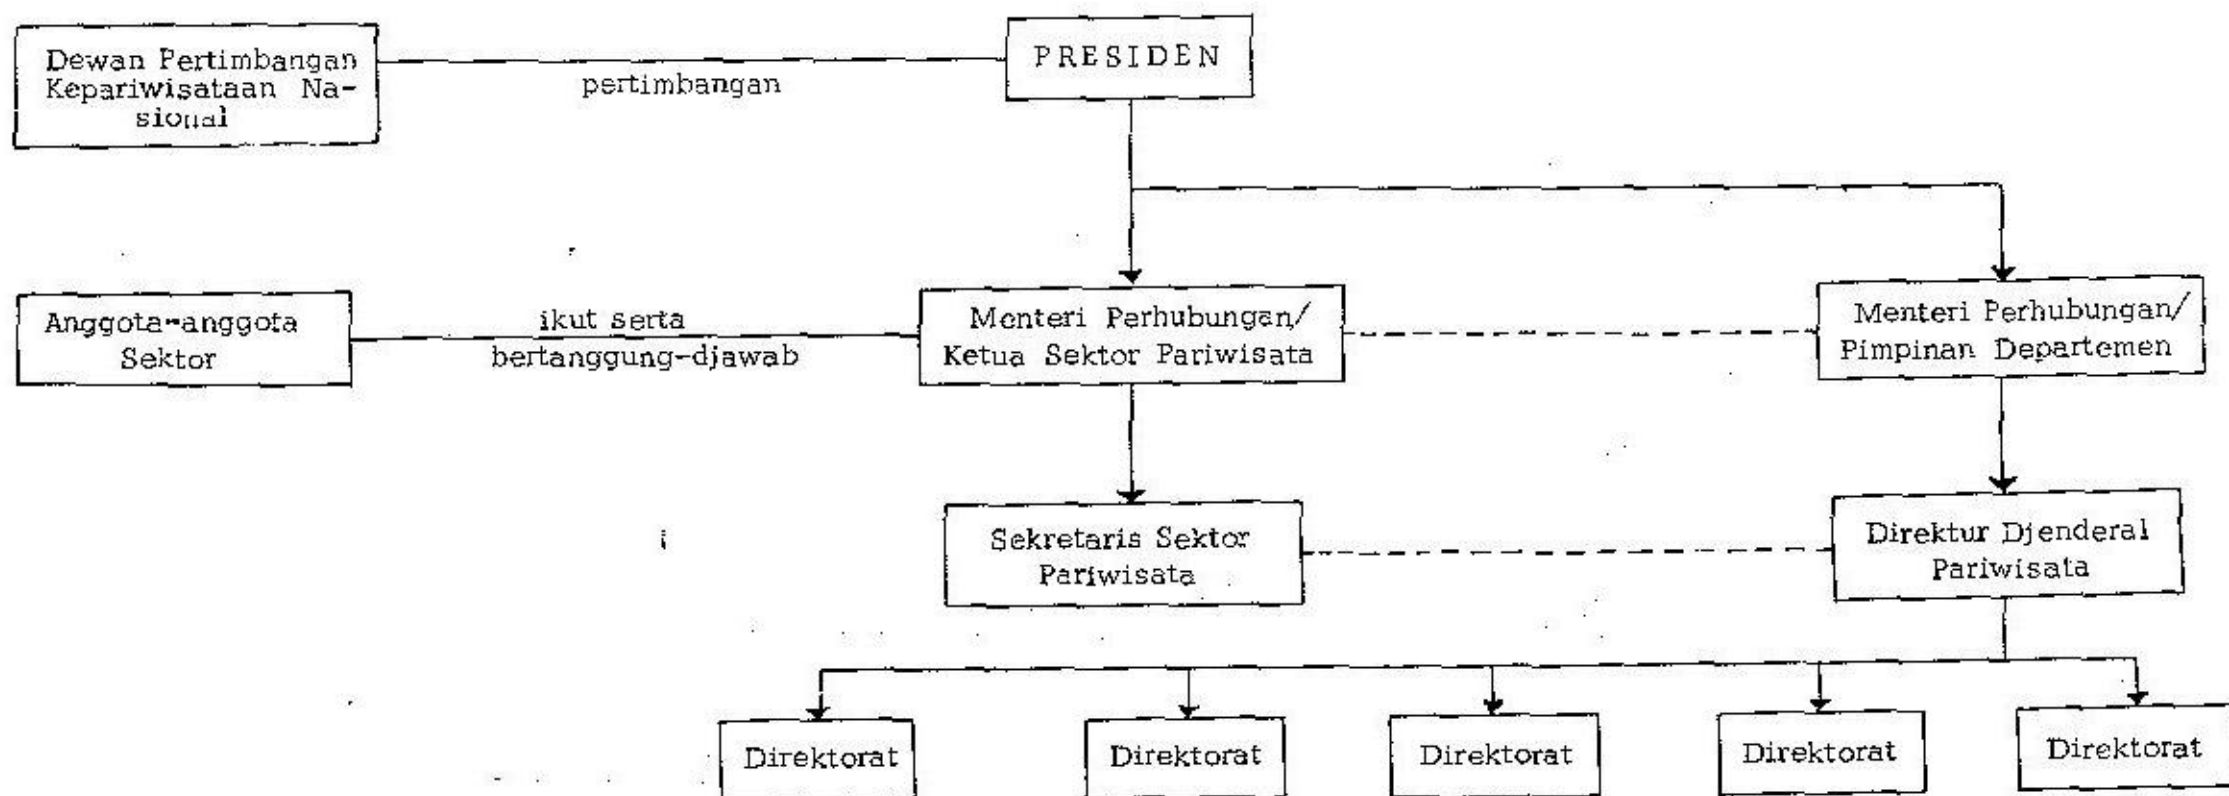 Dewan Pertimbangan
Kepariwisataan Na-
sional
pertimbangan
PRESIDEN
Anggota-anggota
Sektor
ikut serta
bertanggung-djawab
Menteri Perhubungan/
Ketua Sektor Pariwisata
Menteri Perhubungan/
Pimpinan Departemen
Sekretaris Sektor
Pariwisata
Direktur Djenderal
Pariwisata
Direktorat
Direktorat
Direktorat
Direktorat
Direktorat